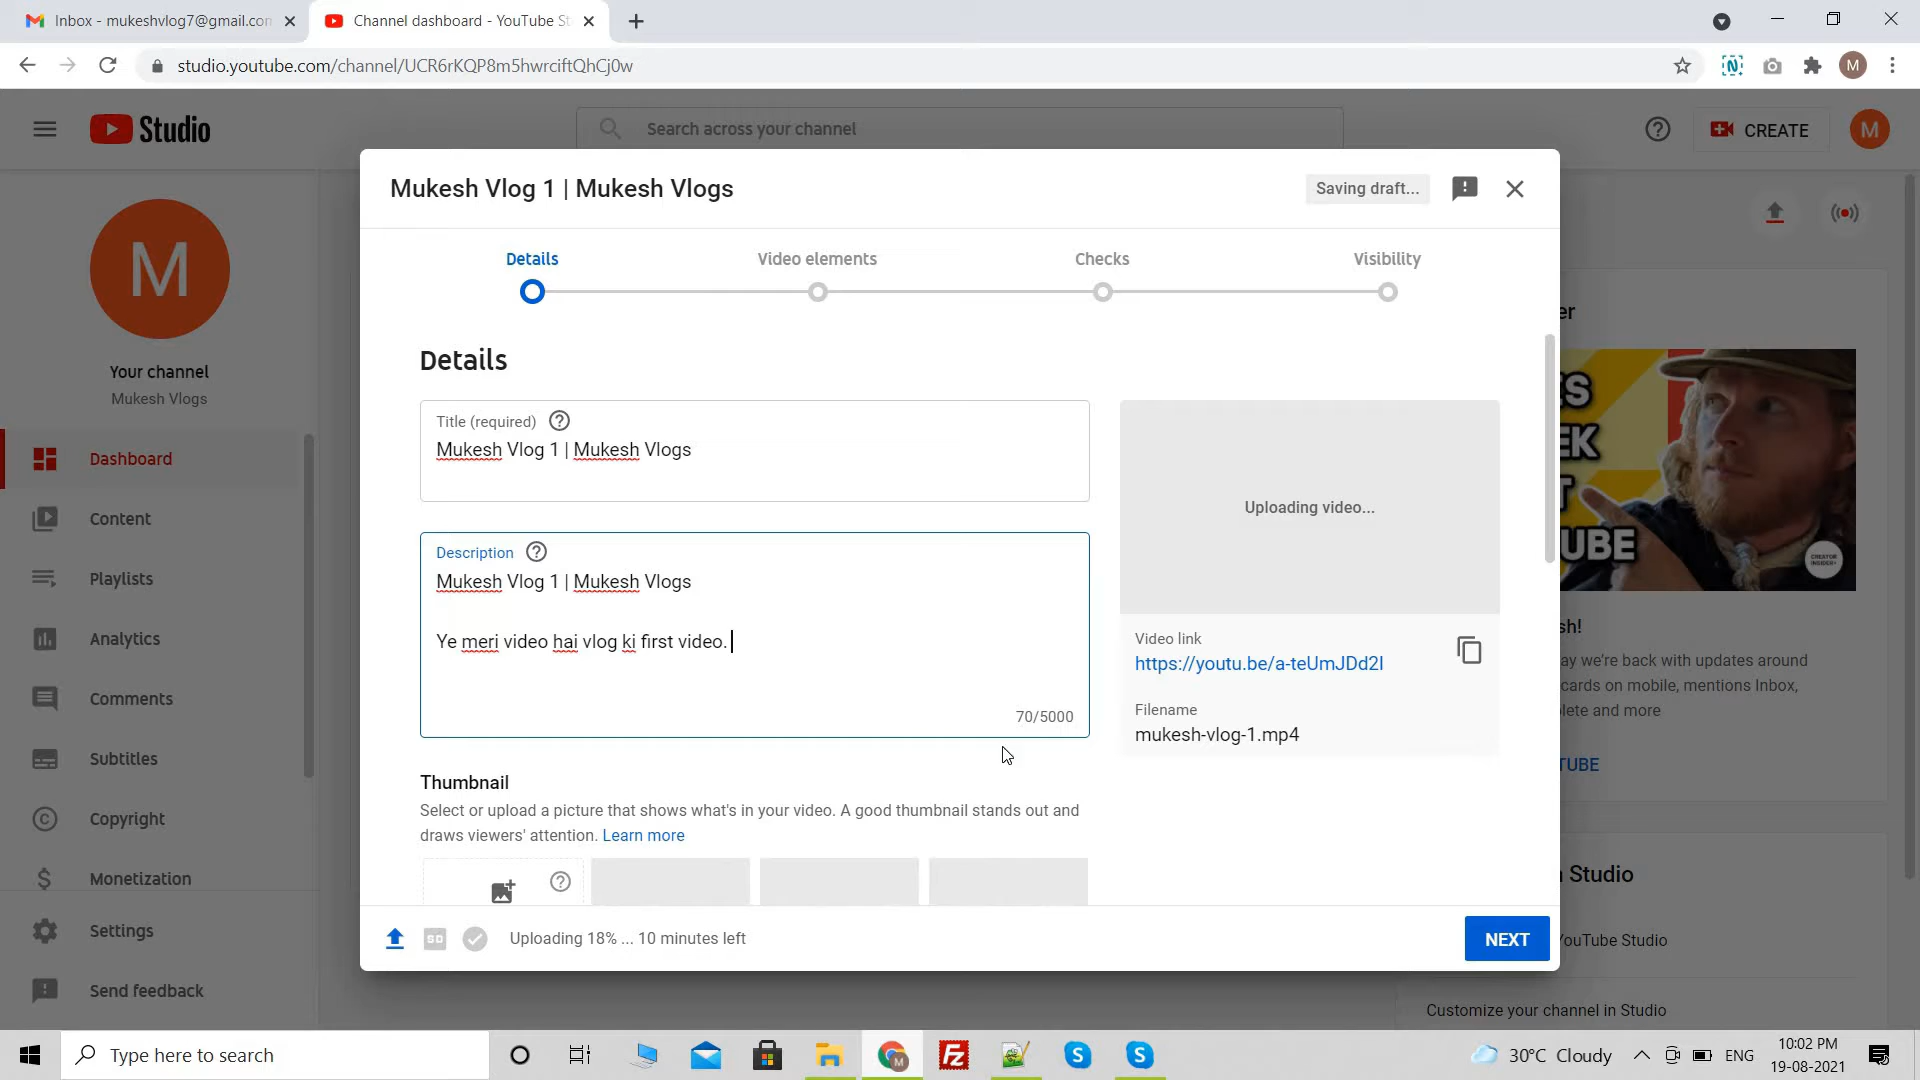 Inbox - mukeshvlog7@gmail.con
Channel dashboard - YouTube St
studio.youtube.com/channel/UCR6rKQP8m5hwrciftQhCj0w
M
Studio
Search across your channel
CREATE
M
Mukesh Vlog 1 | Mukesh Vlogs
Saving draft...
Details
Video elements
Checks
Visibility
M
Your channel
Mukesh Vlogs
Dashboard
Content
Playlists
Analytics
Comments
Subtitles
Copyright
Monetization
Settings
Send feedback
Details
Title (required)
Mukesh Vlog 1 | Mukesh Vlogs
Description
Mukesh Vlog 1 | Mukesh Vlogs
Ye meri video hai vlog ki first video.
70/5000
Uploading video...
Video link
https://youtu.be/a-teUmJDd2I
Filename
mukesh-vlog-1.mp4
Thumbnail
Select or upload a picture that shows what's in your video. A good thumbnail stands out and
draws viewers' attention. Learn more
SD
Uploading 18% ... 10 minutes left
NEXT
er
UBE
CREATOR
INSIDER
sh!
ay we're back with updates around
cards on mobile, mentions Inbox,
lete and more
TUBE
Studio
YouTube Studio
Customize your channel in Studio
Type here to search
30°C Cloudy
ENG
10:02 PM
19-08-2021